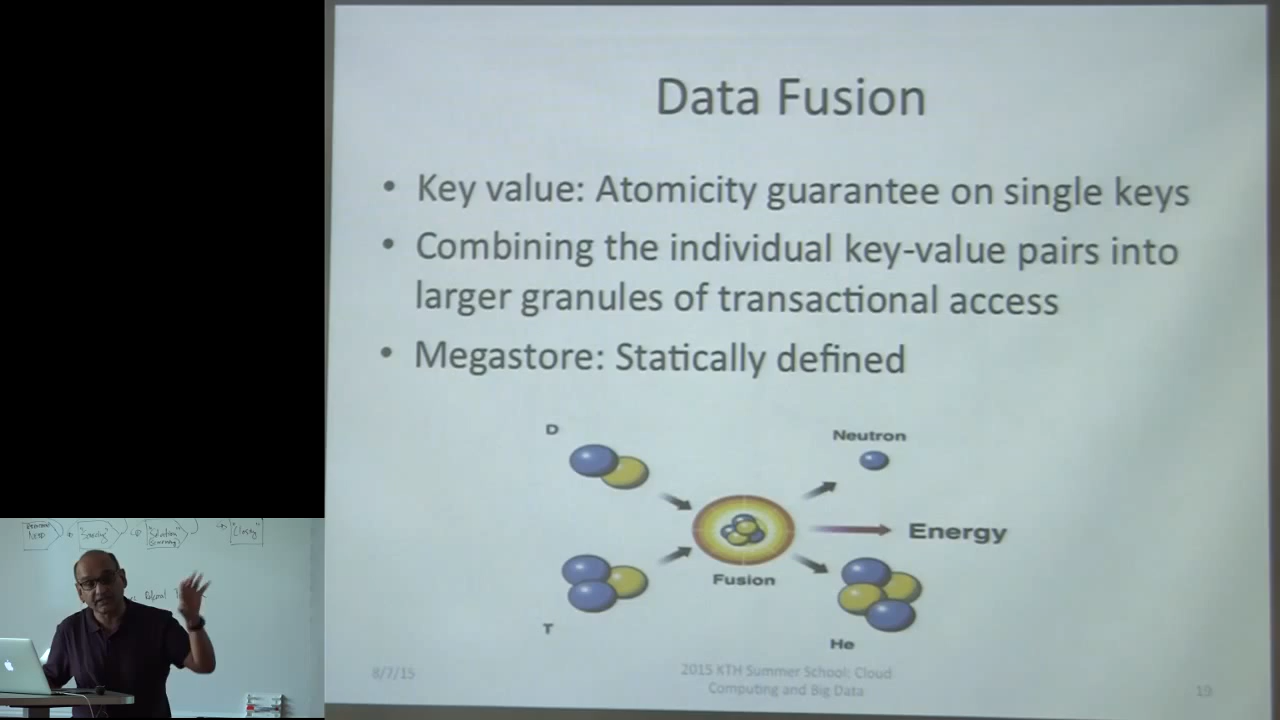 Data Fusion
• Key value: Atomicity guarantee on single keys
• Combining the individual key-value pairs into
larger granules of transactional access
• Megastore: Statically defined
D
Neutron
Energy
Fusion
T
He
8/7/15
2015 KTH Summer School: Cloud
Computing and Big Data
19
"Solution
"Closing"